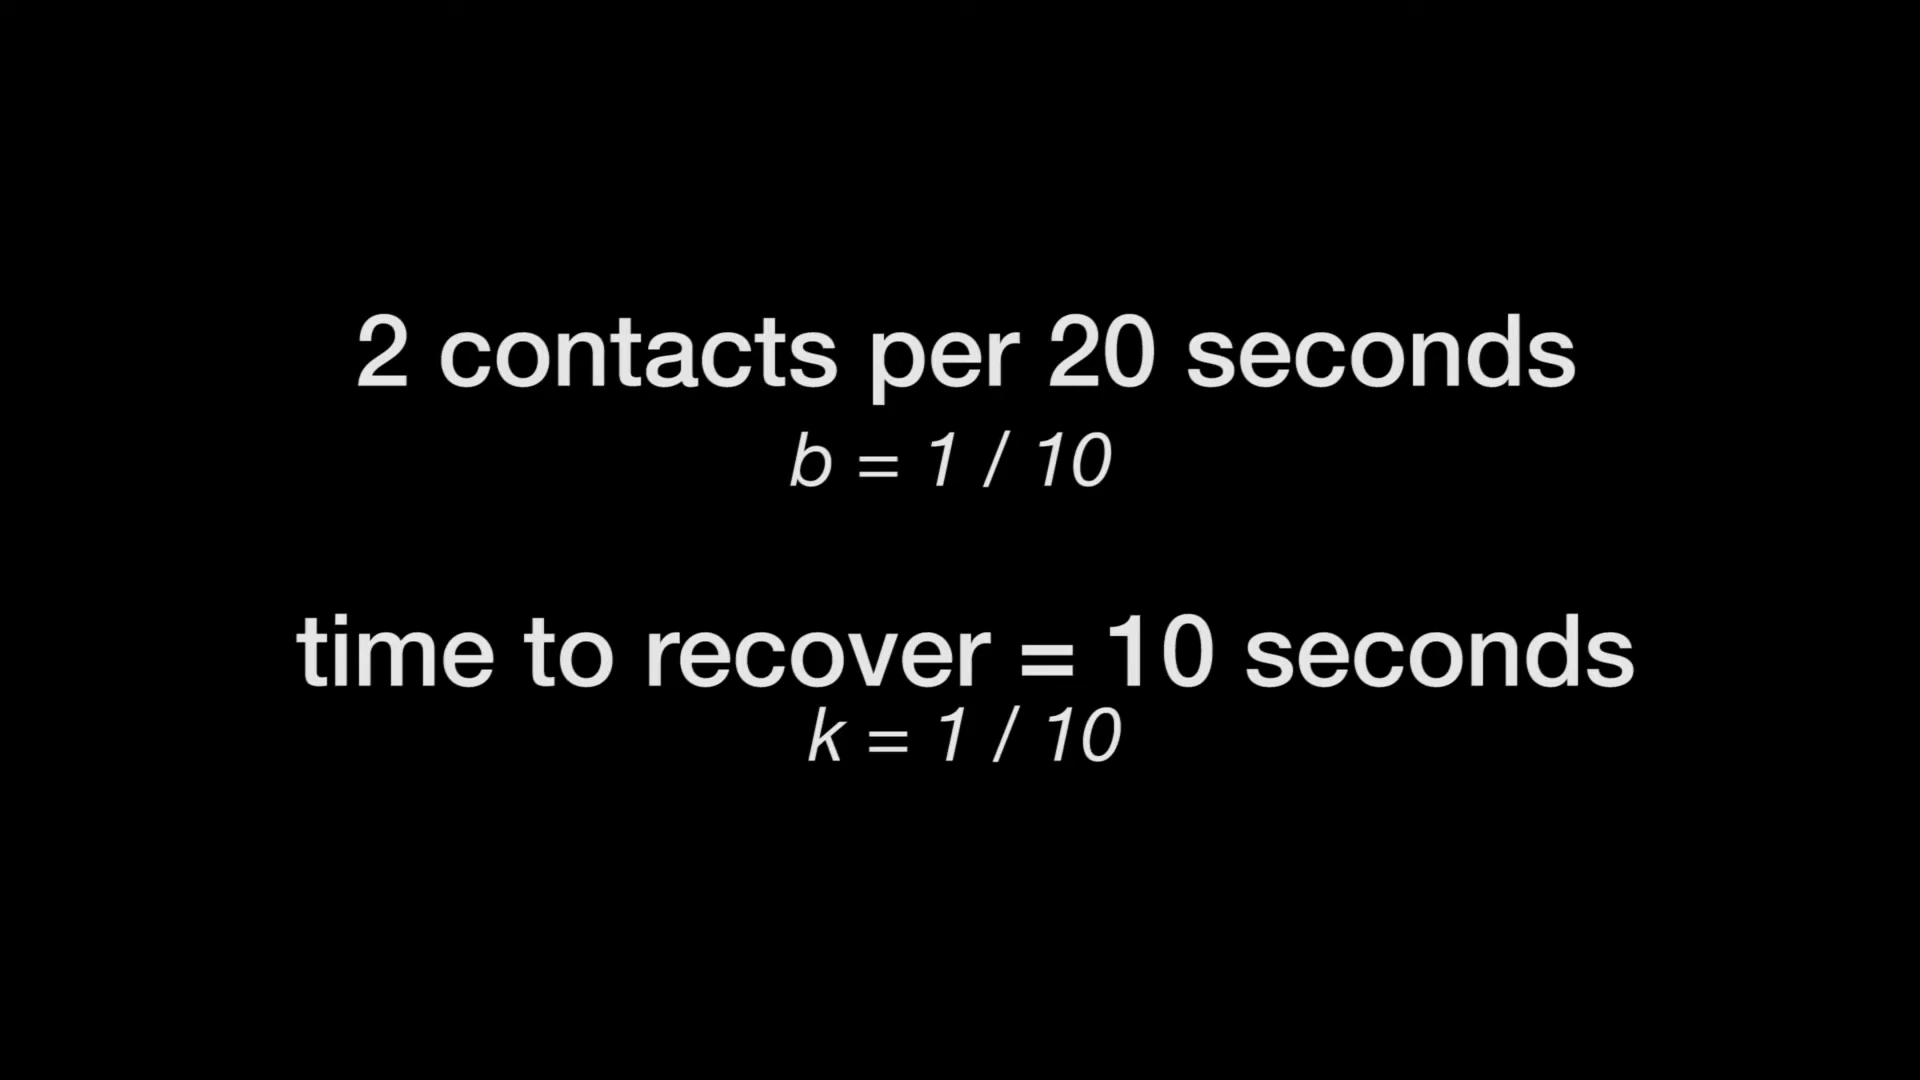 2 contacts per 20 seconds
b = 1 / 10
time to recover = 10 seconds
k = 1 / 10